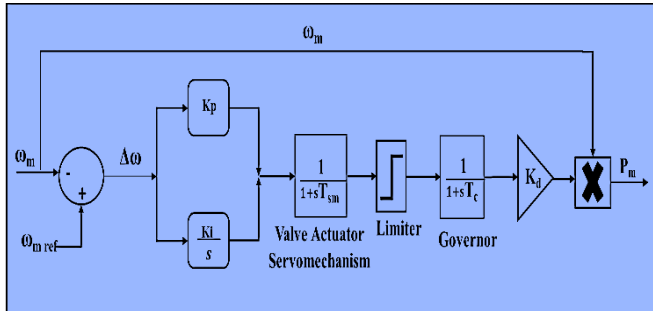 ωm
Kp
ωm
-
Δω
+
ωm ref
Ki
s
1
1+sTsm
Valve Actuator
Servomechanism
Limiter
1
1+sTc
Governor
Kd
X
Pm